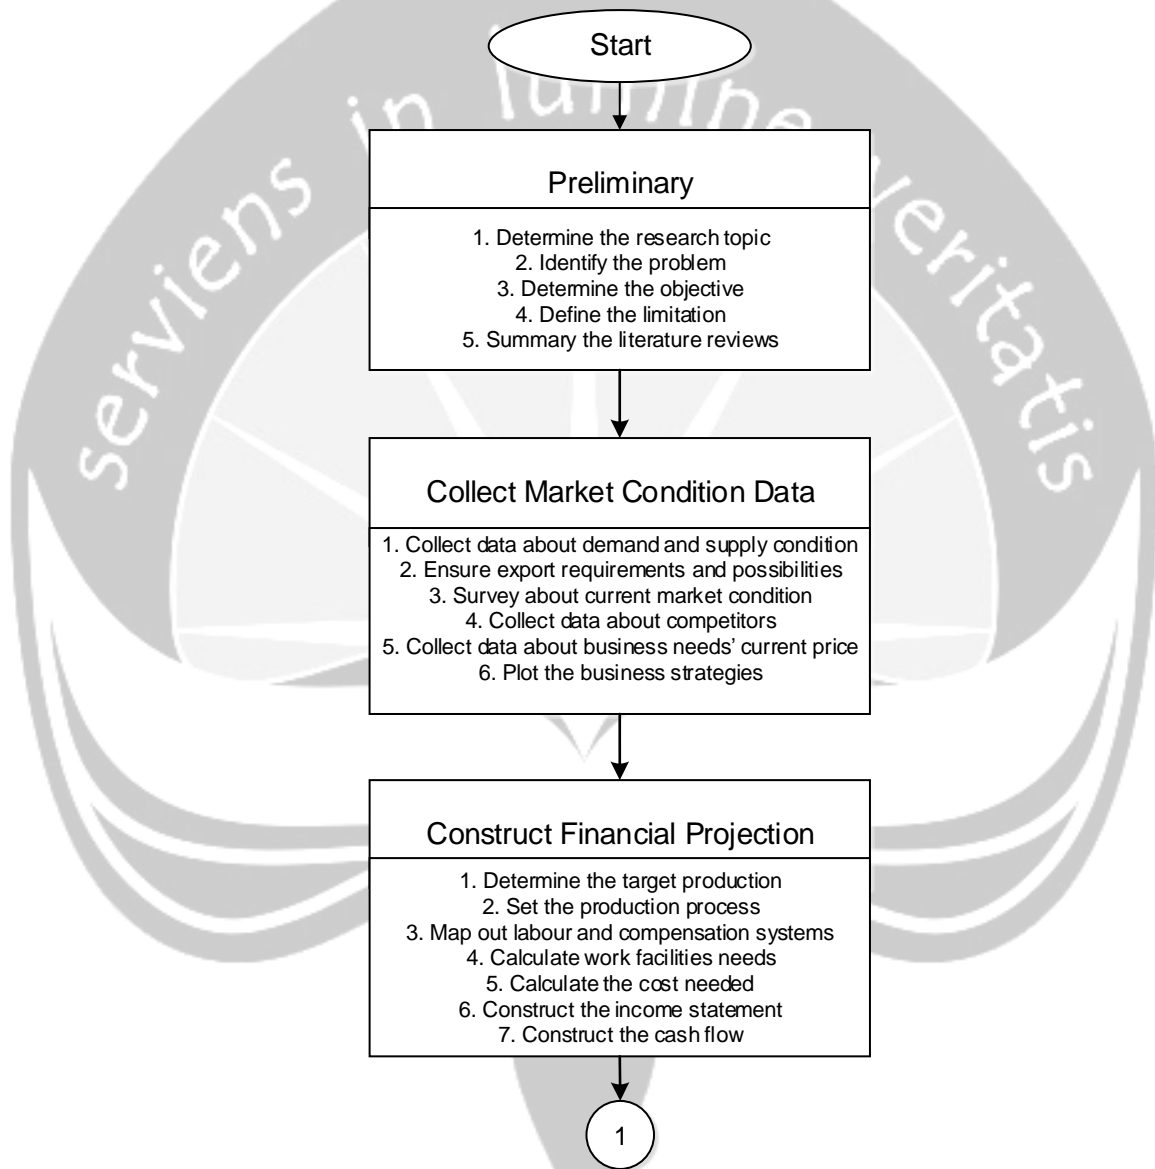 Start
serviens in lumine veritatis
Preliminary
1. Determine the research topic
2. Identify the problem
3. Determine the objective
4. Define the limitation
5. Summary the literature reviews
Collect Market Condition Data
1. Collect data about demand and supply condition
2. Ensure export requirements and possibilities
3. Survey about current market condition
4. Collect data about competitors
5. Collect data about business needs’ current price
6. Plot the business strategies
Construct Financial Projection
1. Determine the target production
2. Set the production process
3. Map out labour and compensation systems
4. Calculate work facilities needs
5. Calculate the cost needed
6. Construct the income statement
7. Construct the cash flow
1